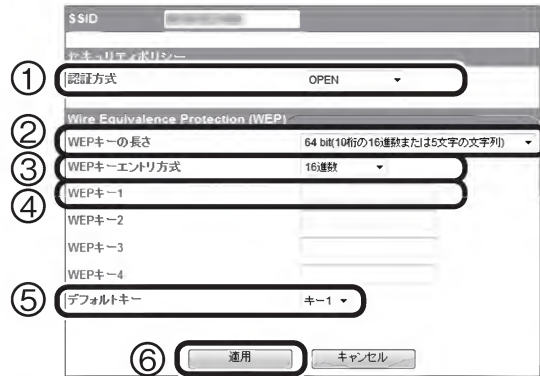 SSID
セキュリティポリシー
① 認証方式 OPEN
Wire Equivalence Protection (WEP)
② WEPキーの長さ 64 bit(10桁の16進数または5文字の文字列)
③ WEPキーエントリ方式 16進数
④ WEPキー1
WEPキー2
WEPキー3
WEPキー4
⑤ デフォルトキー キー1
⑥ 適用 キャンセル